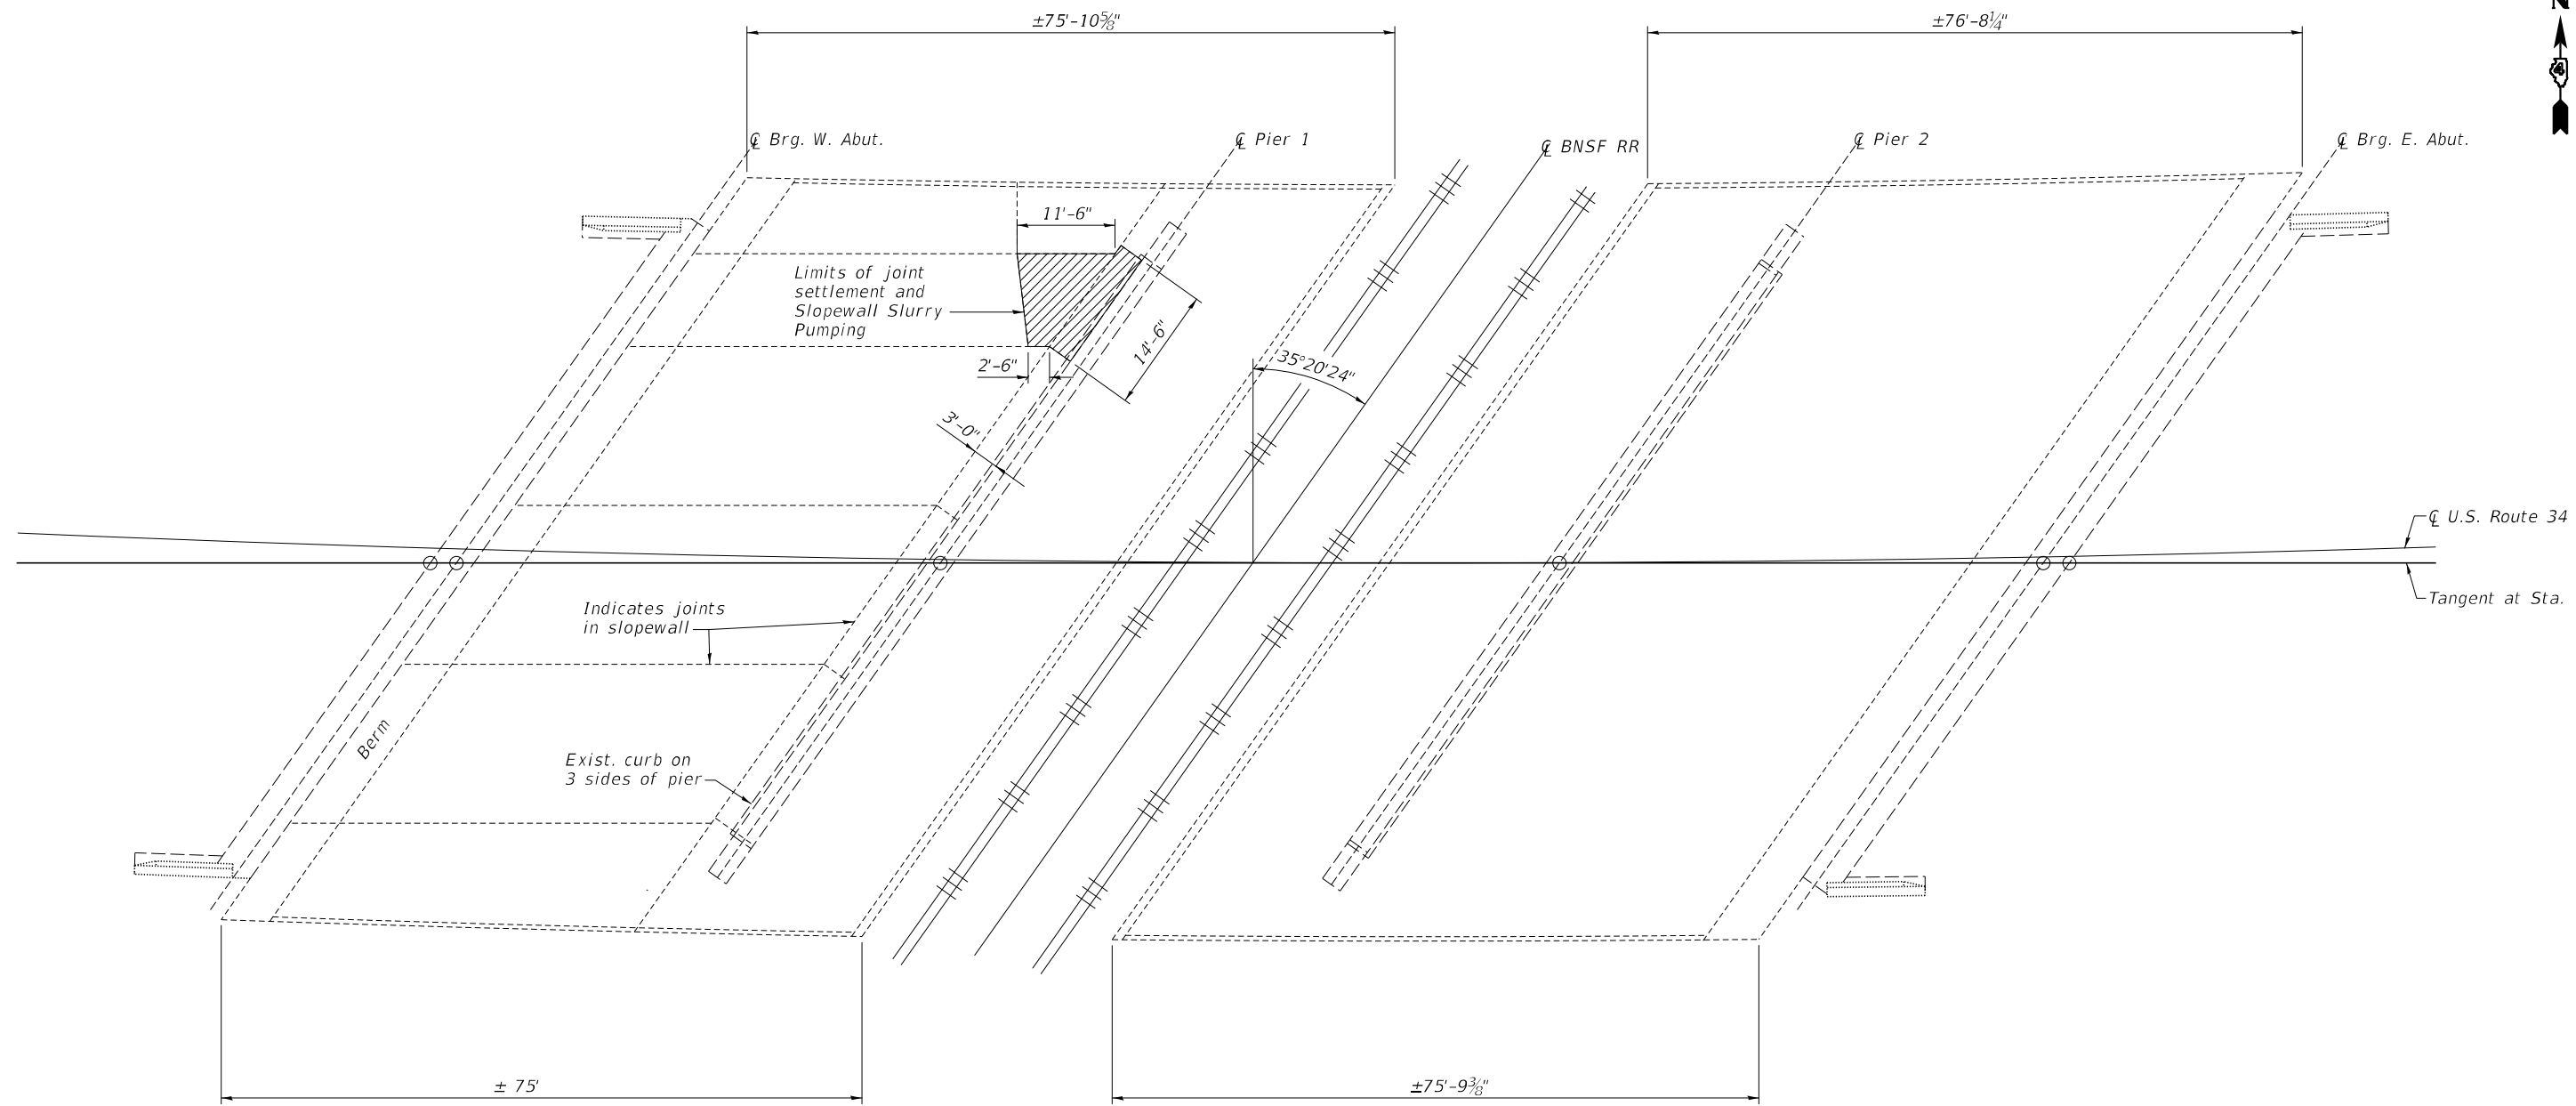 ±75'-10⅝"
±76'-8¼"
N
4
℄ Brg. W. Abut.
℄ Pier 1
℄ BNSF RR
℄ Pier 2
℄ Brg. E. Abut.
11'-6"
Limits of joint
settlement and
Slopewall Slurry
Pumping
14'-6"
2'-6"
35°20'24"
3'-0"
℄ U.S. Route 34
Indicates joints
in slopewall
Tangent at Sta.
Berm
Exist. curb on
3 sides of pier
± 75'
±75'-9⅜"